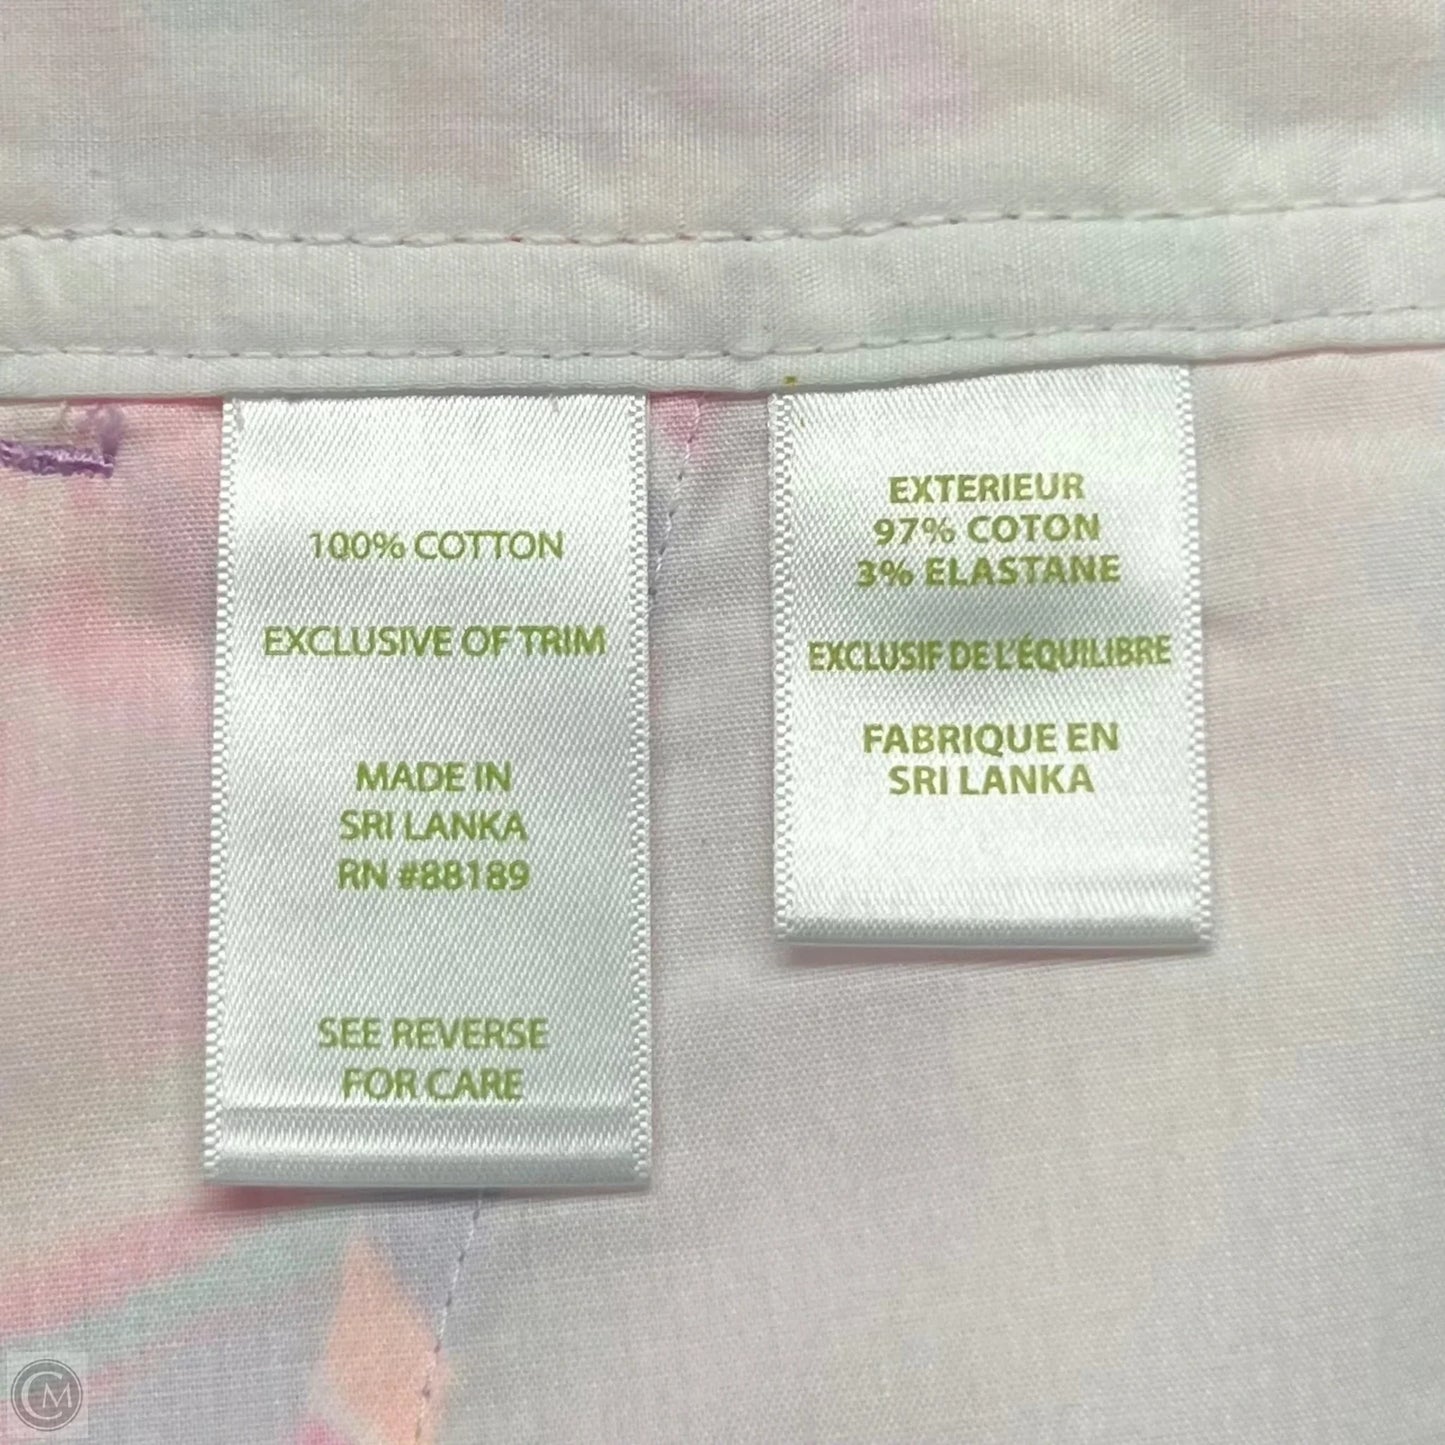 100% COTTON
EXCLUSIVE OF TRIM
MADE IN
SRI LANKA
RN #88189
SEE REVERSE
FOR CARE
EXTERIEUR
97% COTON
3% ELASTANE
EXCLUSIF DE L'ÉQUILIBRE
FABRIQUE EN
SRI LANKA
CM